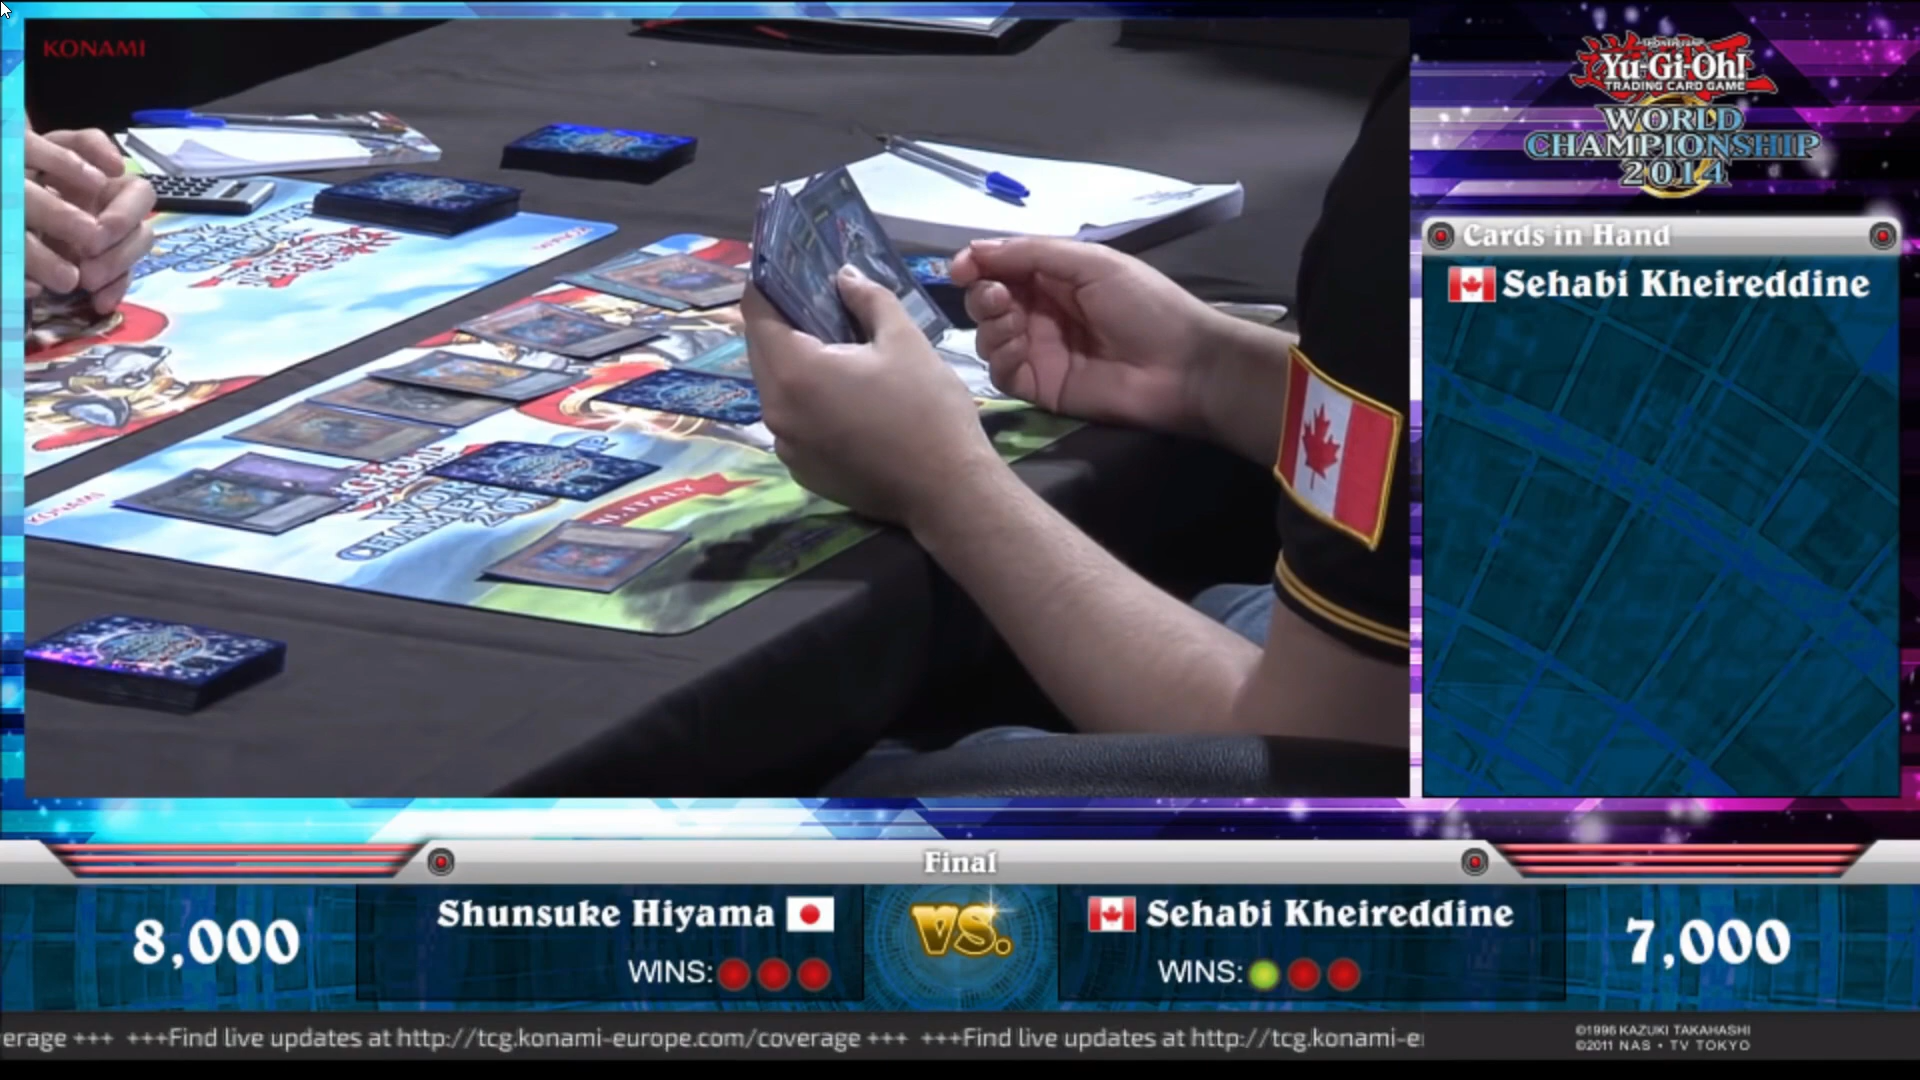 KONAMI
Yu-Gi-Oh!
TRADING CARD GAME
WORLD
CHAMPIONSHIP
2014
Cards in Hand
Sehabi Kheireddine
KONAMI
Final
8,000
Shunsuke Hiyama
WINS:
VS.
Sehabi Kheireddine
WINS:
7,000
erage +++ +++Find live updates at http://tcg.konami-europe.com/coverage +++ +++Find live updates at http://tcg.konami-e
©1996 KAZUKI TAKAHASHI
©2011 NAS • TV TOKYO